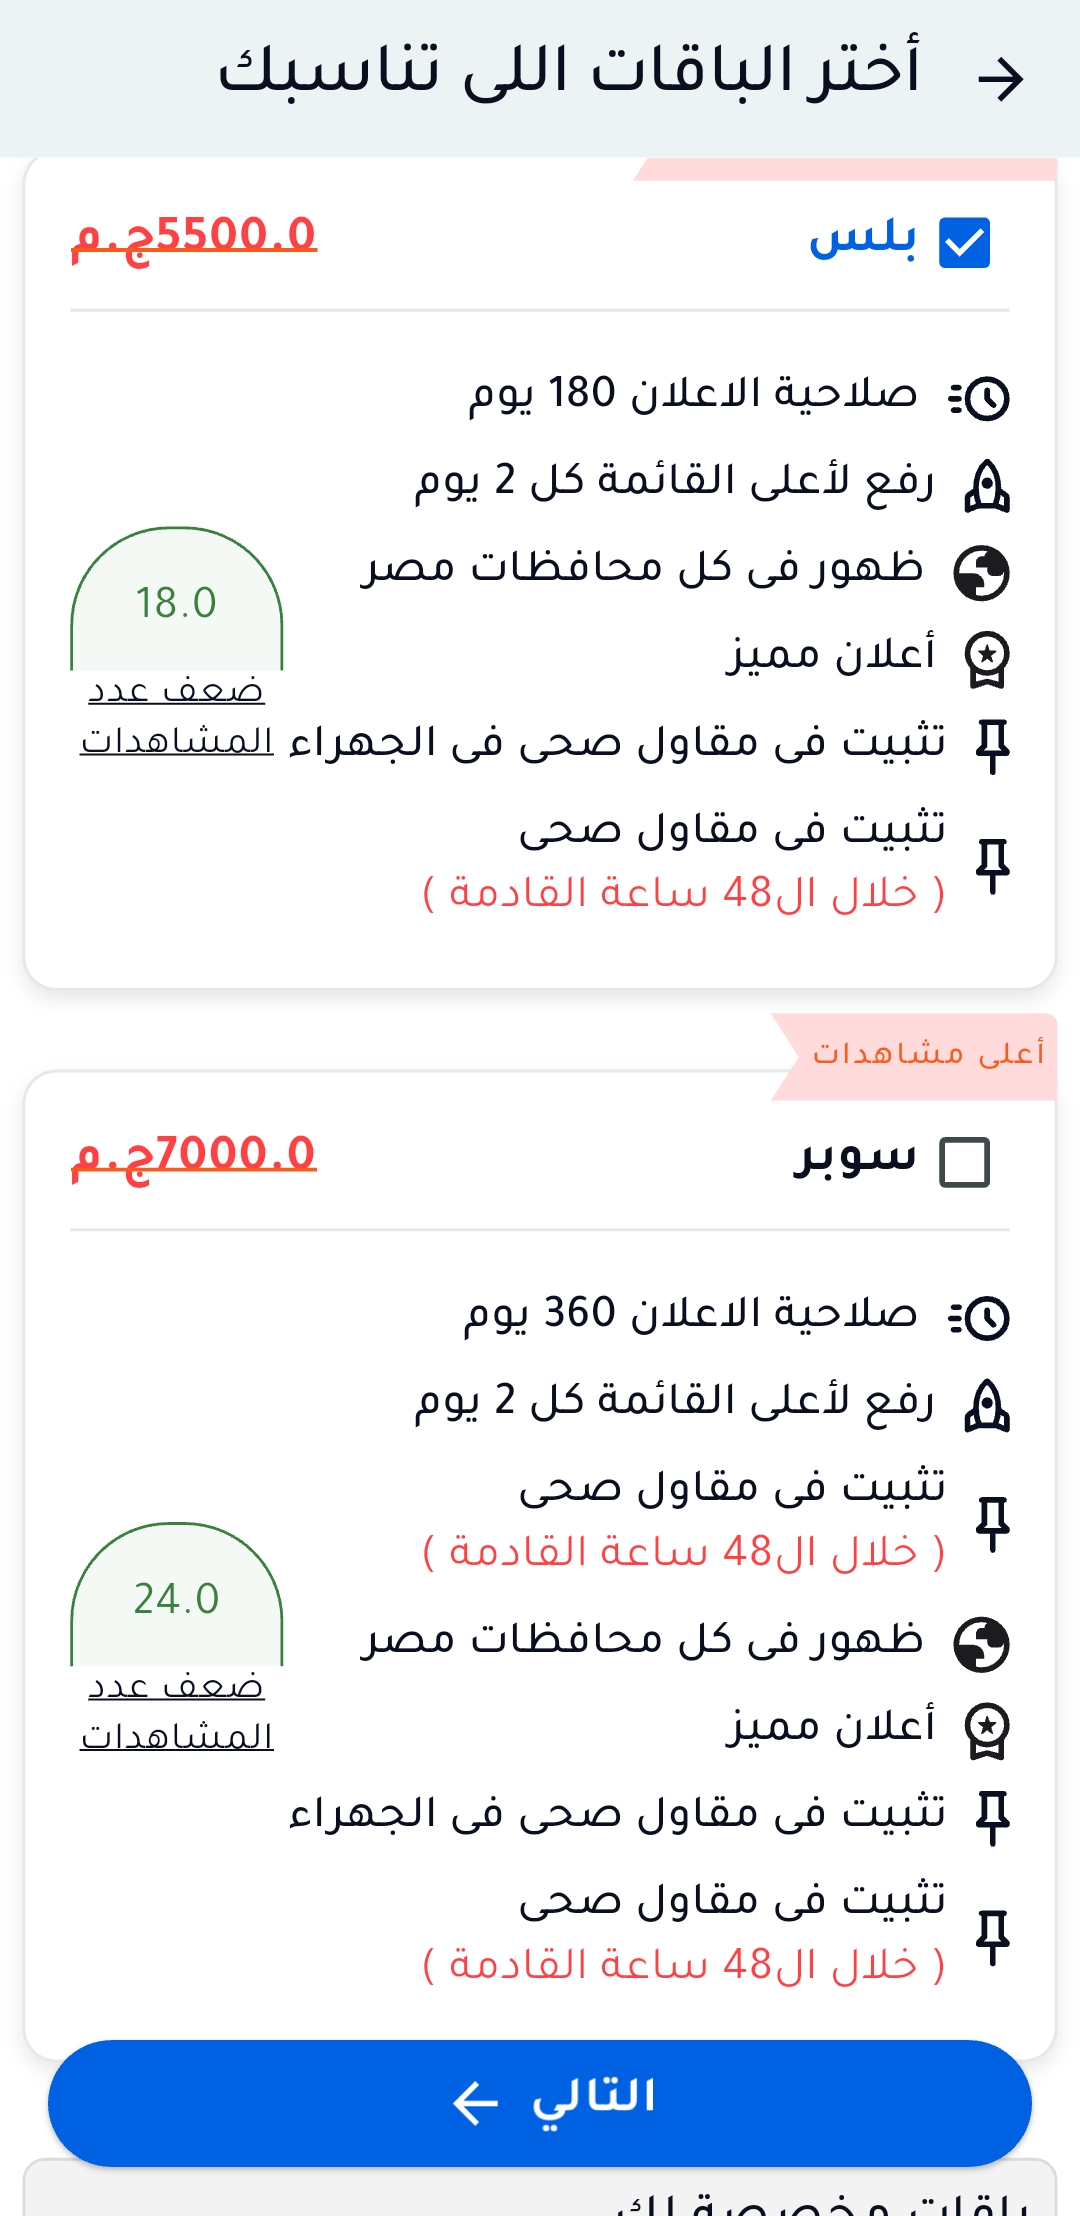 أختر الباقات اللى تناسبك
بلس
5500.0ج.م
صلاحية الاعلان 180 يوم
رفع لأعلى القائمة كل 2 يوم
ظهور فى كل محافظات مصر
أعلان مميز
تثبيت فى مقاول صحى فى الجهراء
تثبيت فى مقاول صحى
( خلال ال48 ساعة القادمة )
18.0
ضعف عدد
المشاهدات
أعلى مشاهدات
سوبر
7000.0ج.م
صلاحية الاعلان 360 يوم
رفع لأعلى القائمة كل 2 يوم
تثبيت فى مقاول صحى
( خلال ال48 ساعة القادمة )
ظهور فى كل محافظات مصر
أعلان مميز
تثبيت فى مقاول صحى فى الجهراء
تثبيت فى مقاول صحى
( خلال ال48 ساعة القادمة )
24.0
ضعف عدد
المشاهدات
التالي
باقات مخصصة لك